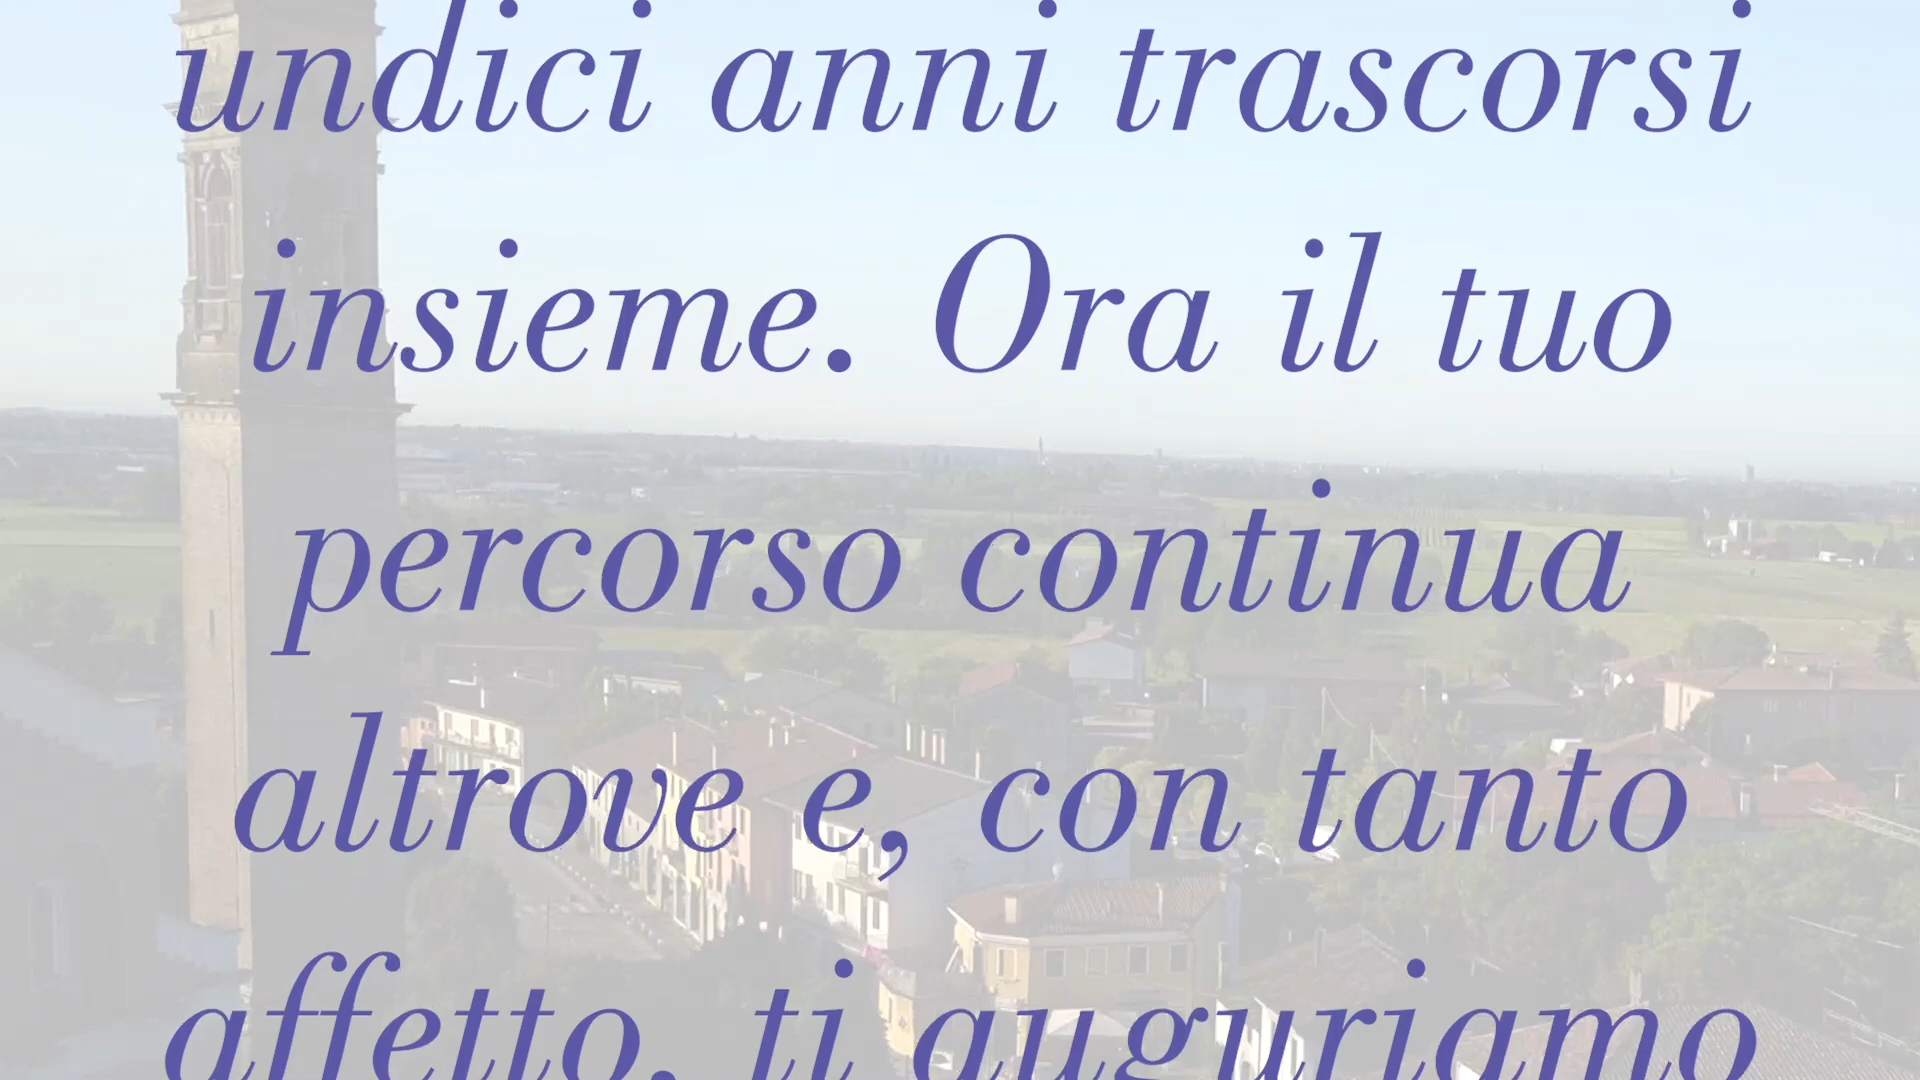 undici anni trascorsi
insieme. Ora il tuo
percorso continua
altrove e, con tanto
affetto, ti auguriamo